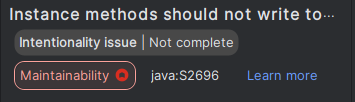 Instance methods should not write to...
Intentionality issue | Not complete
Maintainability java:S2696 Learn more